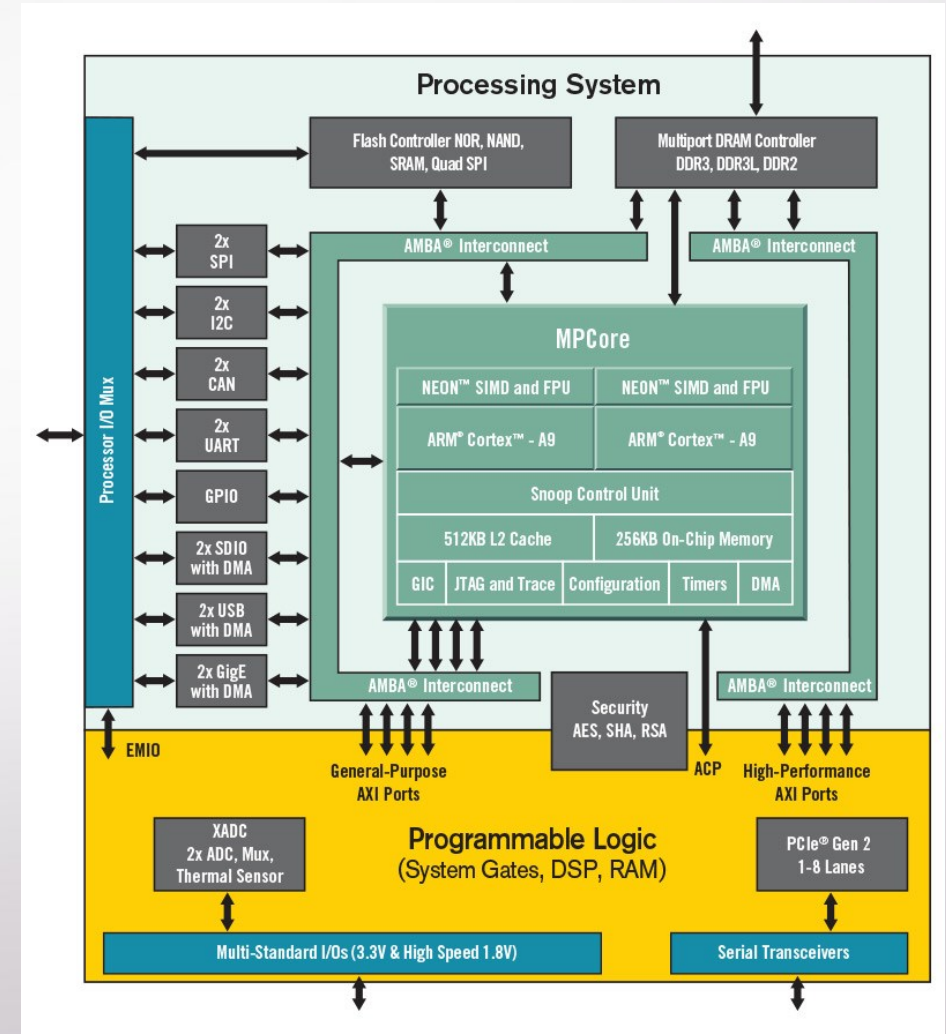 Processing System
Flash Controller NOR, NAND,
SRAM, Quad SPI
Multiport DRAM Controller
DDR3, DDR3L, DDR2
Processor I/O Mux
2x
SPI
2x
I2C
2x
CAN
2x
UART
GPIO
2x SDIO
with DMA
2x USB
with DMA
2x GigE
with DMA
AMBA® Interconnect
AMBA® Interconnect
MPCore
NEON™ SIMD and FPU
NEON™ SIMD and FPU
ARM® Cortex™ - A9
ARM® Cortex™ - A9
Snoop Control Unit
512KB L2 Cache
256KB On-Chip Memory
GIC
JTAG and Trace
Configuration
Timers
DMA
AMBA® Interconnect
AMBA® Interconnect
Security
AES, SHA, RSA
EMIO
General-Purpose
AXI Ports
ACP
High-Performance
AXI Ports
XADC
2x ADC, Mux,
Thermal Sensor
Programmable Logic
(System Gates, DSP, RAM)
PCIe® Gen 2
1-8 Lanes
Multi-Standard I/Os (3.3V & High Speed 1.8V)
Serial Transceivers